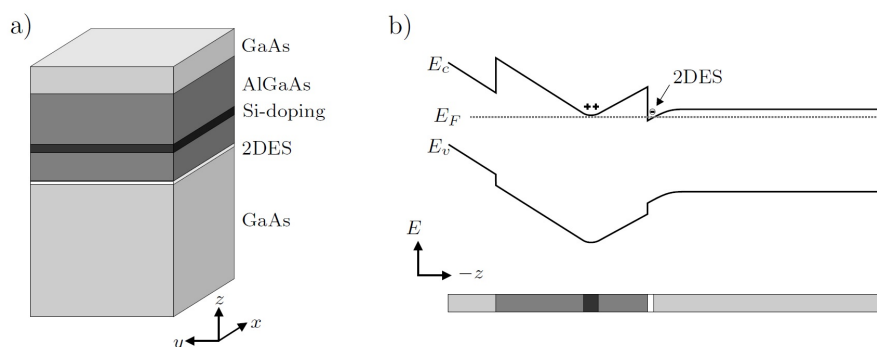 a)
GaAs
AlGaAs
Si-doping
2DES
GaAs
z
x
y
b)
E_c
++
2DES
E_F
E_v
E
−z